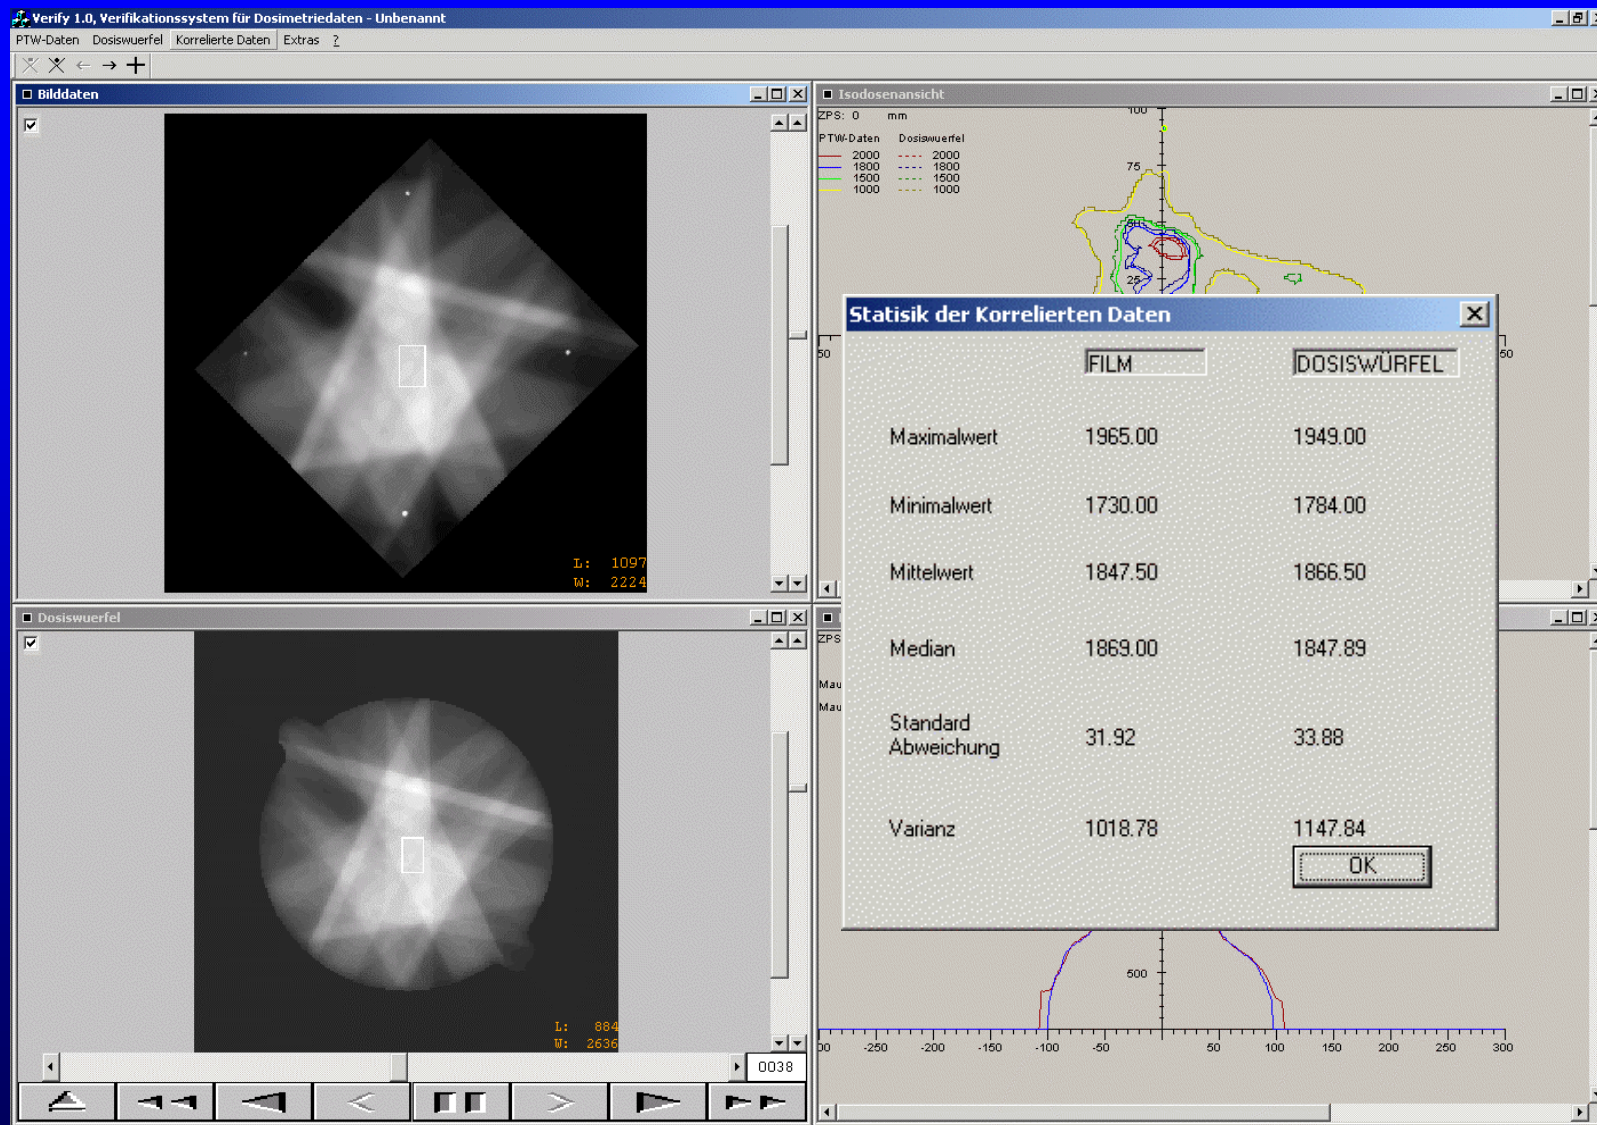 Verify 1.0, Verifikationssystem für Dosimetriedaten - Unbenannt
PTW-Daten Dosiswuerfel Korrelierte Daten Extras ?
Bilddaten
L: 1097
W: 2224
Isodosenansicht
ZPS: 0 mm
PTW-Daten Dosiswuerfel
2000 2000
1800 1800
1500 1500
1000 1000
100
75
25
50
50
Statisik der Korrelierten Daten
FILM DOSISWÜRFEL
Maximalwert 1965.00 1949.00
Minimalwert 1730.00 1784.00
Mittelwert 1847.50 1866.50
Median 1869.00 1847.89
Standard
Abweichung 31.92 33.88
Varianz 1018.78 1147.84
OK
Dosiswuerfel
L: 884
W: 2636
0038
ZPS
Mau
Mau
500
00 -250 -200 -150 -100 -50 50 100 150 200 250 300